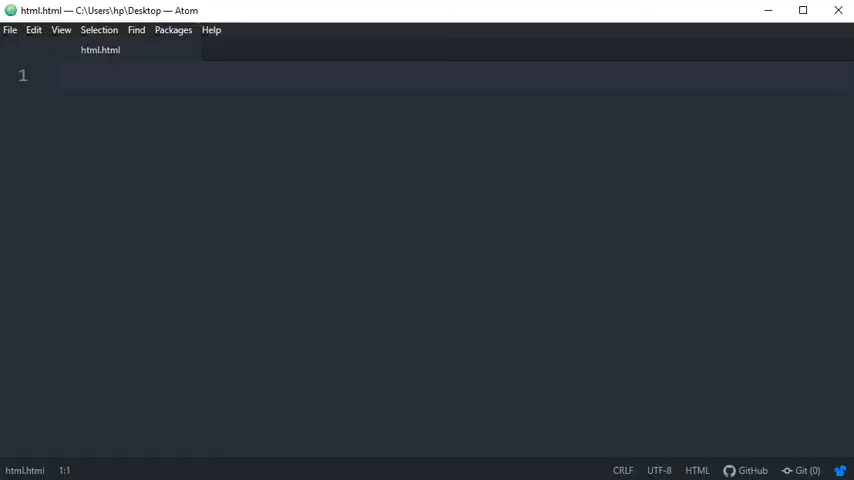 html.html — C:\Users\hp\Desktop — Atom
File Edit View Selection Find Packages Help
html.html
1
html.html 1:1 CRLF UTF-8 HTML GitHub Git (0)